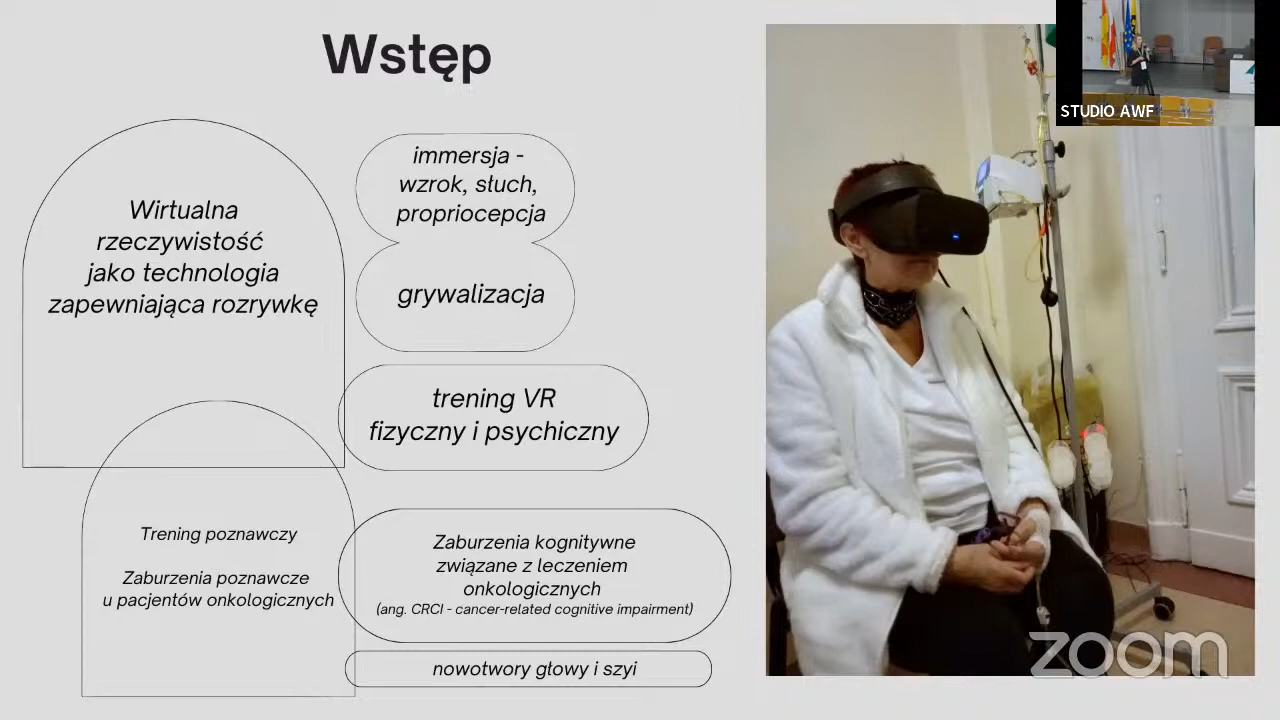 Wstęp
Wirtualna
rzeczywistość
jako technologia
zapewniająca rozrywkę
immersja -
wzrok, słuch,
propriocepcja
grywalizacja
trening VR
fizyczny i psychiczny
Trening poznawczy
Zaburzenia poznawcze
u pacjentów onkologicznych
Zaburzenia kognitywne
związane z leczeniem
onkologicznych
(ang. CRCI - cancer-related cognitive impairment)
nowotwory głowy i szyi
STUDIO AWF
zoom